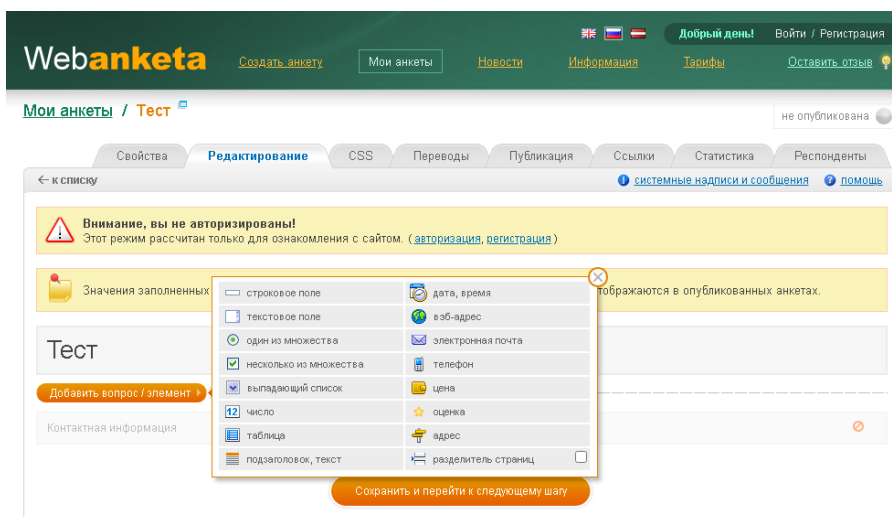 Добрый день! Войти / Регистрация
Webanketa Создать анкету Мои анкеты Новости Информация Тарифы Оставить отзыв
Мои анкеты / Тест не опубликована
Свойства Редактирование CSS Переводы Публикация Ссылки Статистика Респонденты
к списку системные надписи и сообщения помощь
Внимание, вы не авторизированы!
Этот режим рассчитан только для ознакомления с сайтом. ( авторизация, регистрация )
Значения заполненных тображаются в опубликованных анкетах.
строковое поле дата, время
текстовое поле вэб-адрес
один из множества электронная почта
несколько из множества телефон
выпадающий список цена
12 число оценка
таблица адрес
подзаголовок, текст разделитель страниц
Тест
Добавить вопрос / элемент
Контактная информация
Сохранить и перейти к следующему шагу